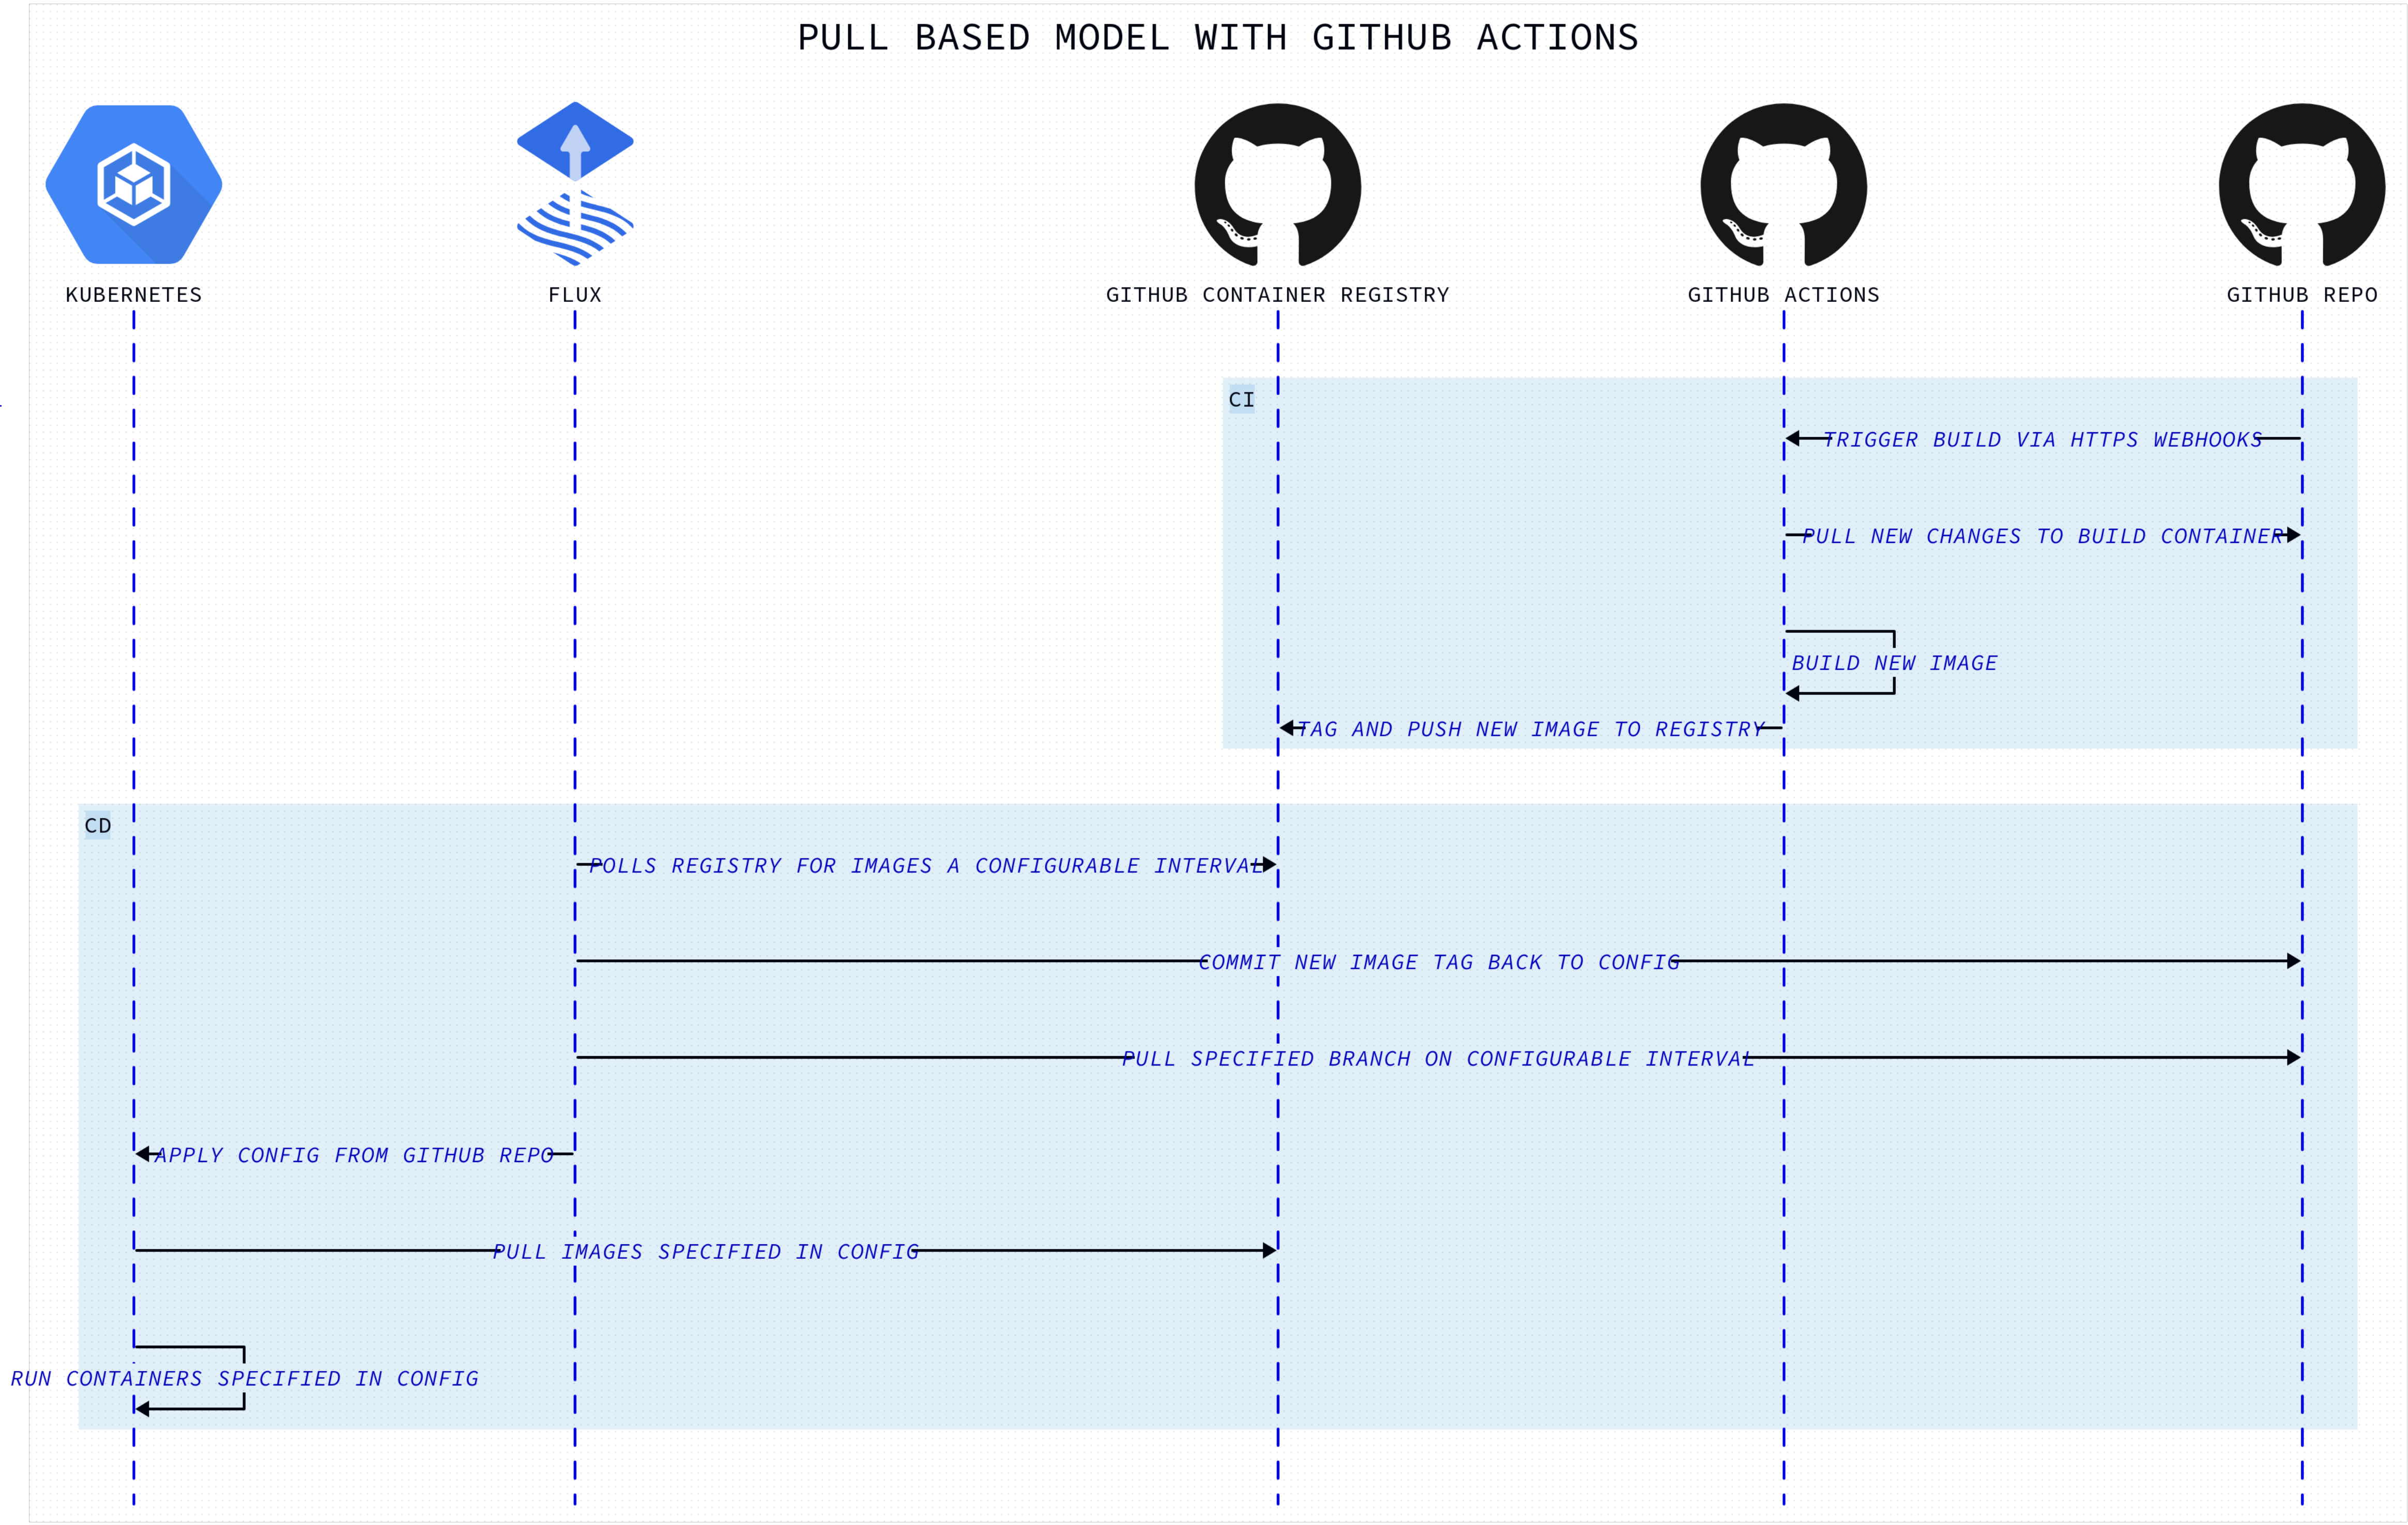 PULL BASED MODEL WITH GITHUB ACTIONS
KUBERNETES
FLUX
GITHUB CONTAINER REGISTRY
GITHUB ACTIONS
GITHUB REPO
CI
TRIGGER BUILD VIA HTTPS WEBHOOKS
PULL NEW CHANGES TO BUILD CONTAINER
BUILD NEW IMAGE
TAG AND PUSH NEW IMAGE TO REGISTRY
CD
POLLS REGISTRY FOR IMAGES A CONFIGURABLE INTERVAL
COMMIT NEW IMAGE TAG BACK TO CONFIG
PULL SPECIFIED BRANCH ON CONFIGURABLE INTERVAL
APPLY CONFIG FROM GITHUB REPO
PULL IMAGES SPECIFIED IN CONFIG
RUN CONTAINERS SPECIFIED IN CONFIG